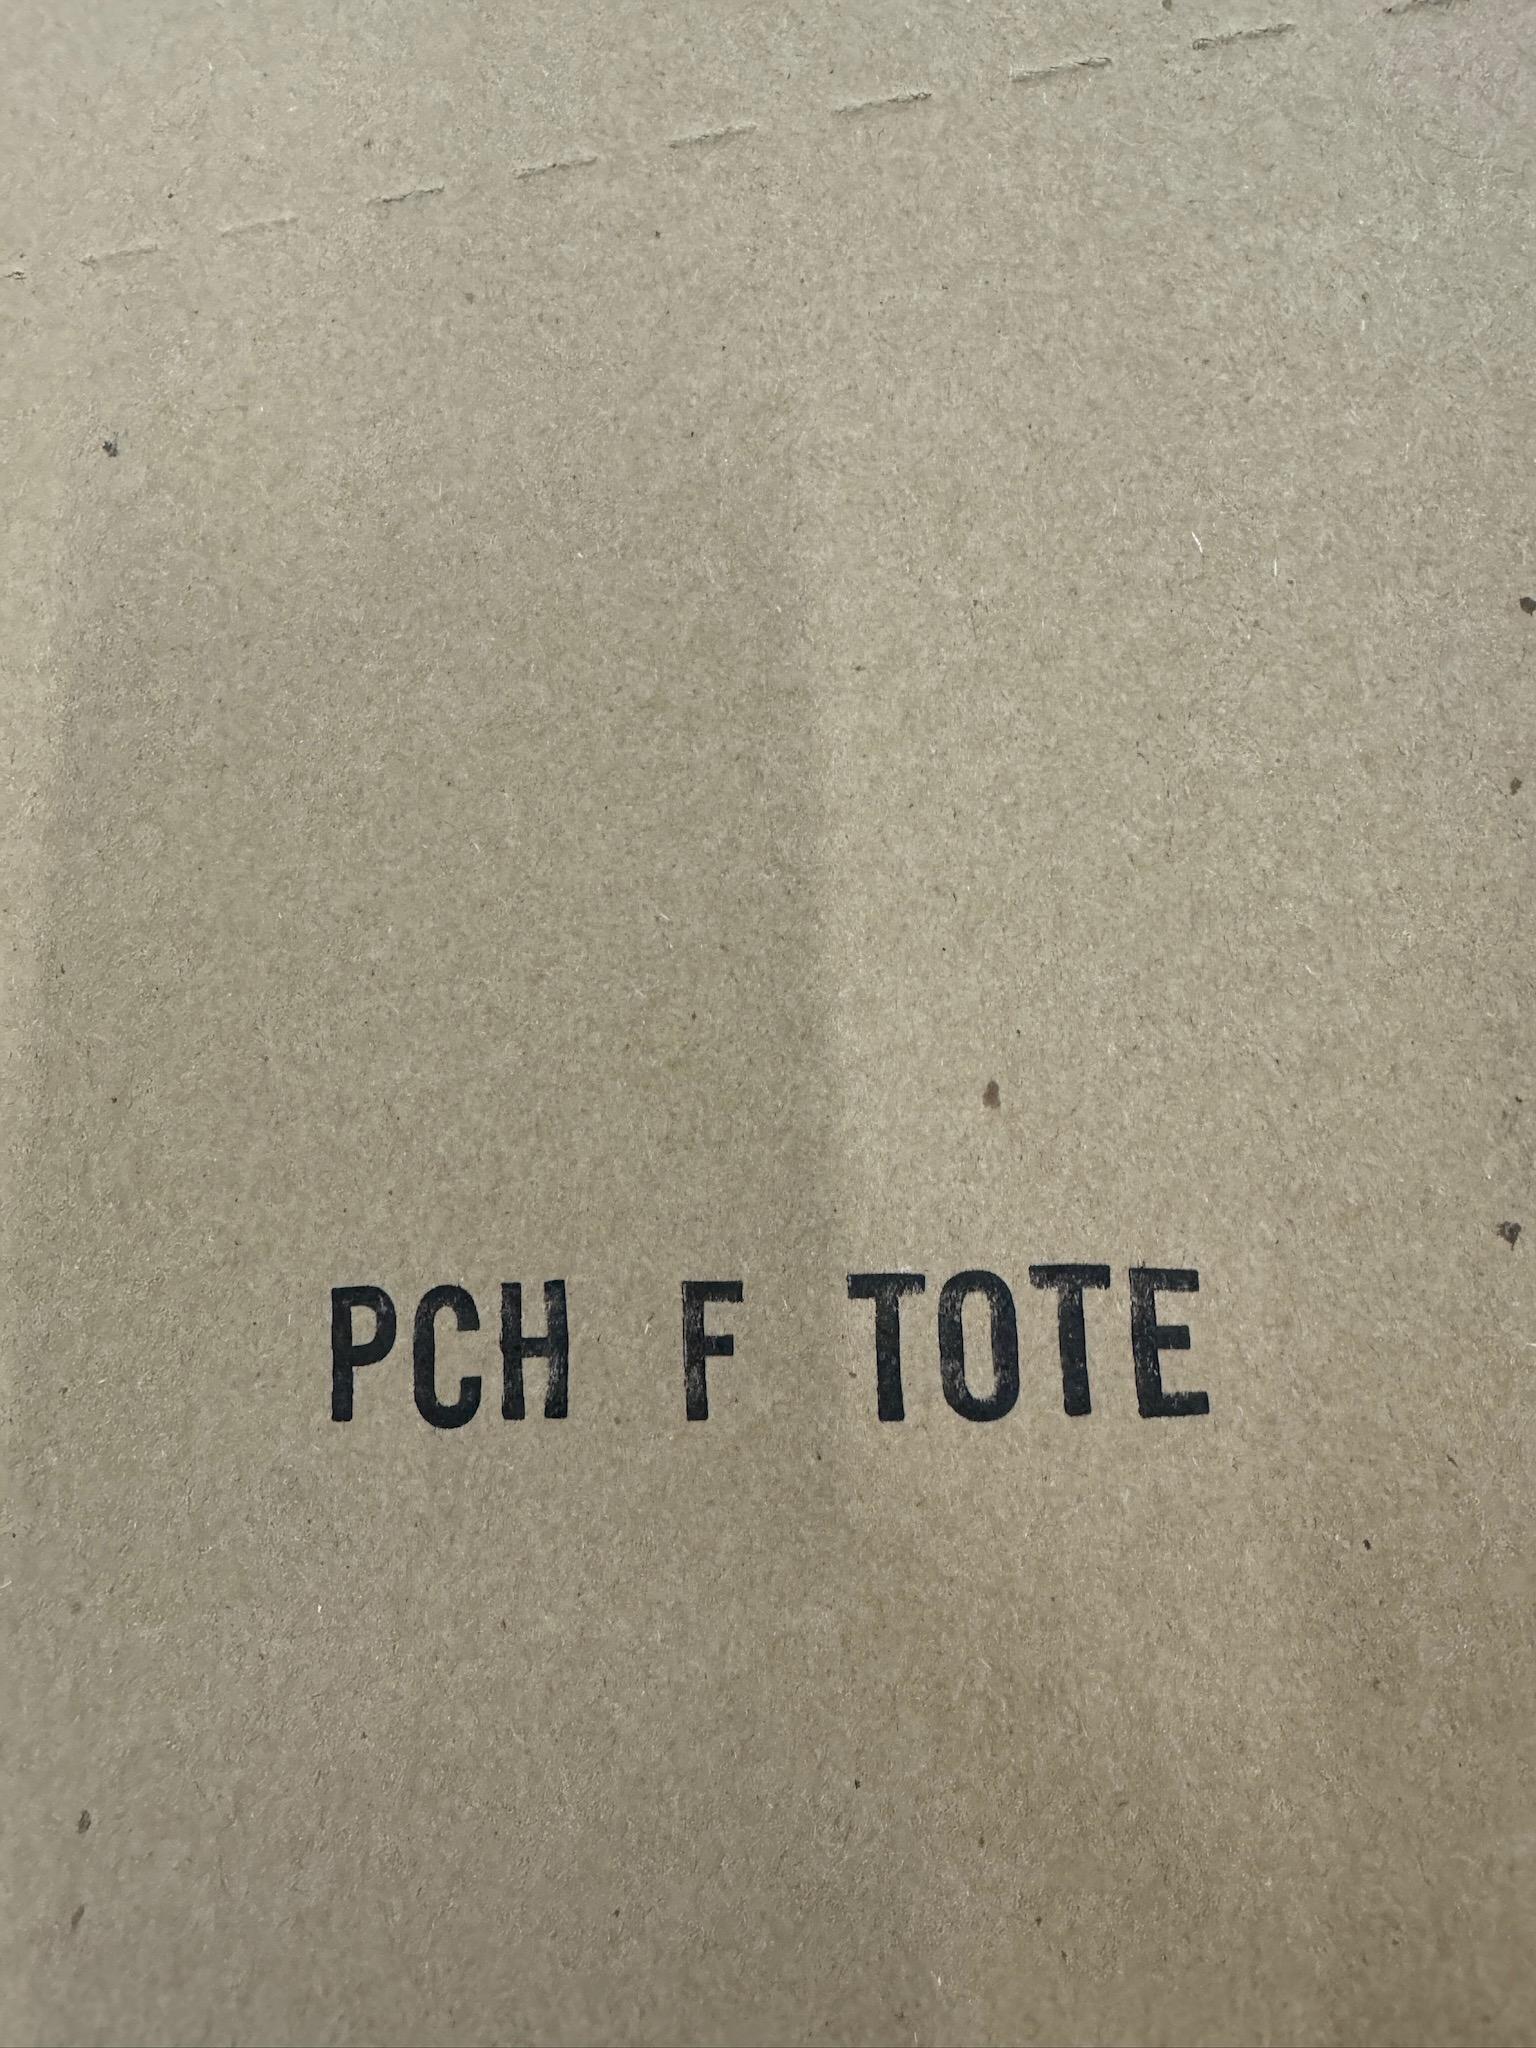 PCH F TOTE